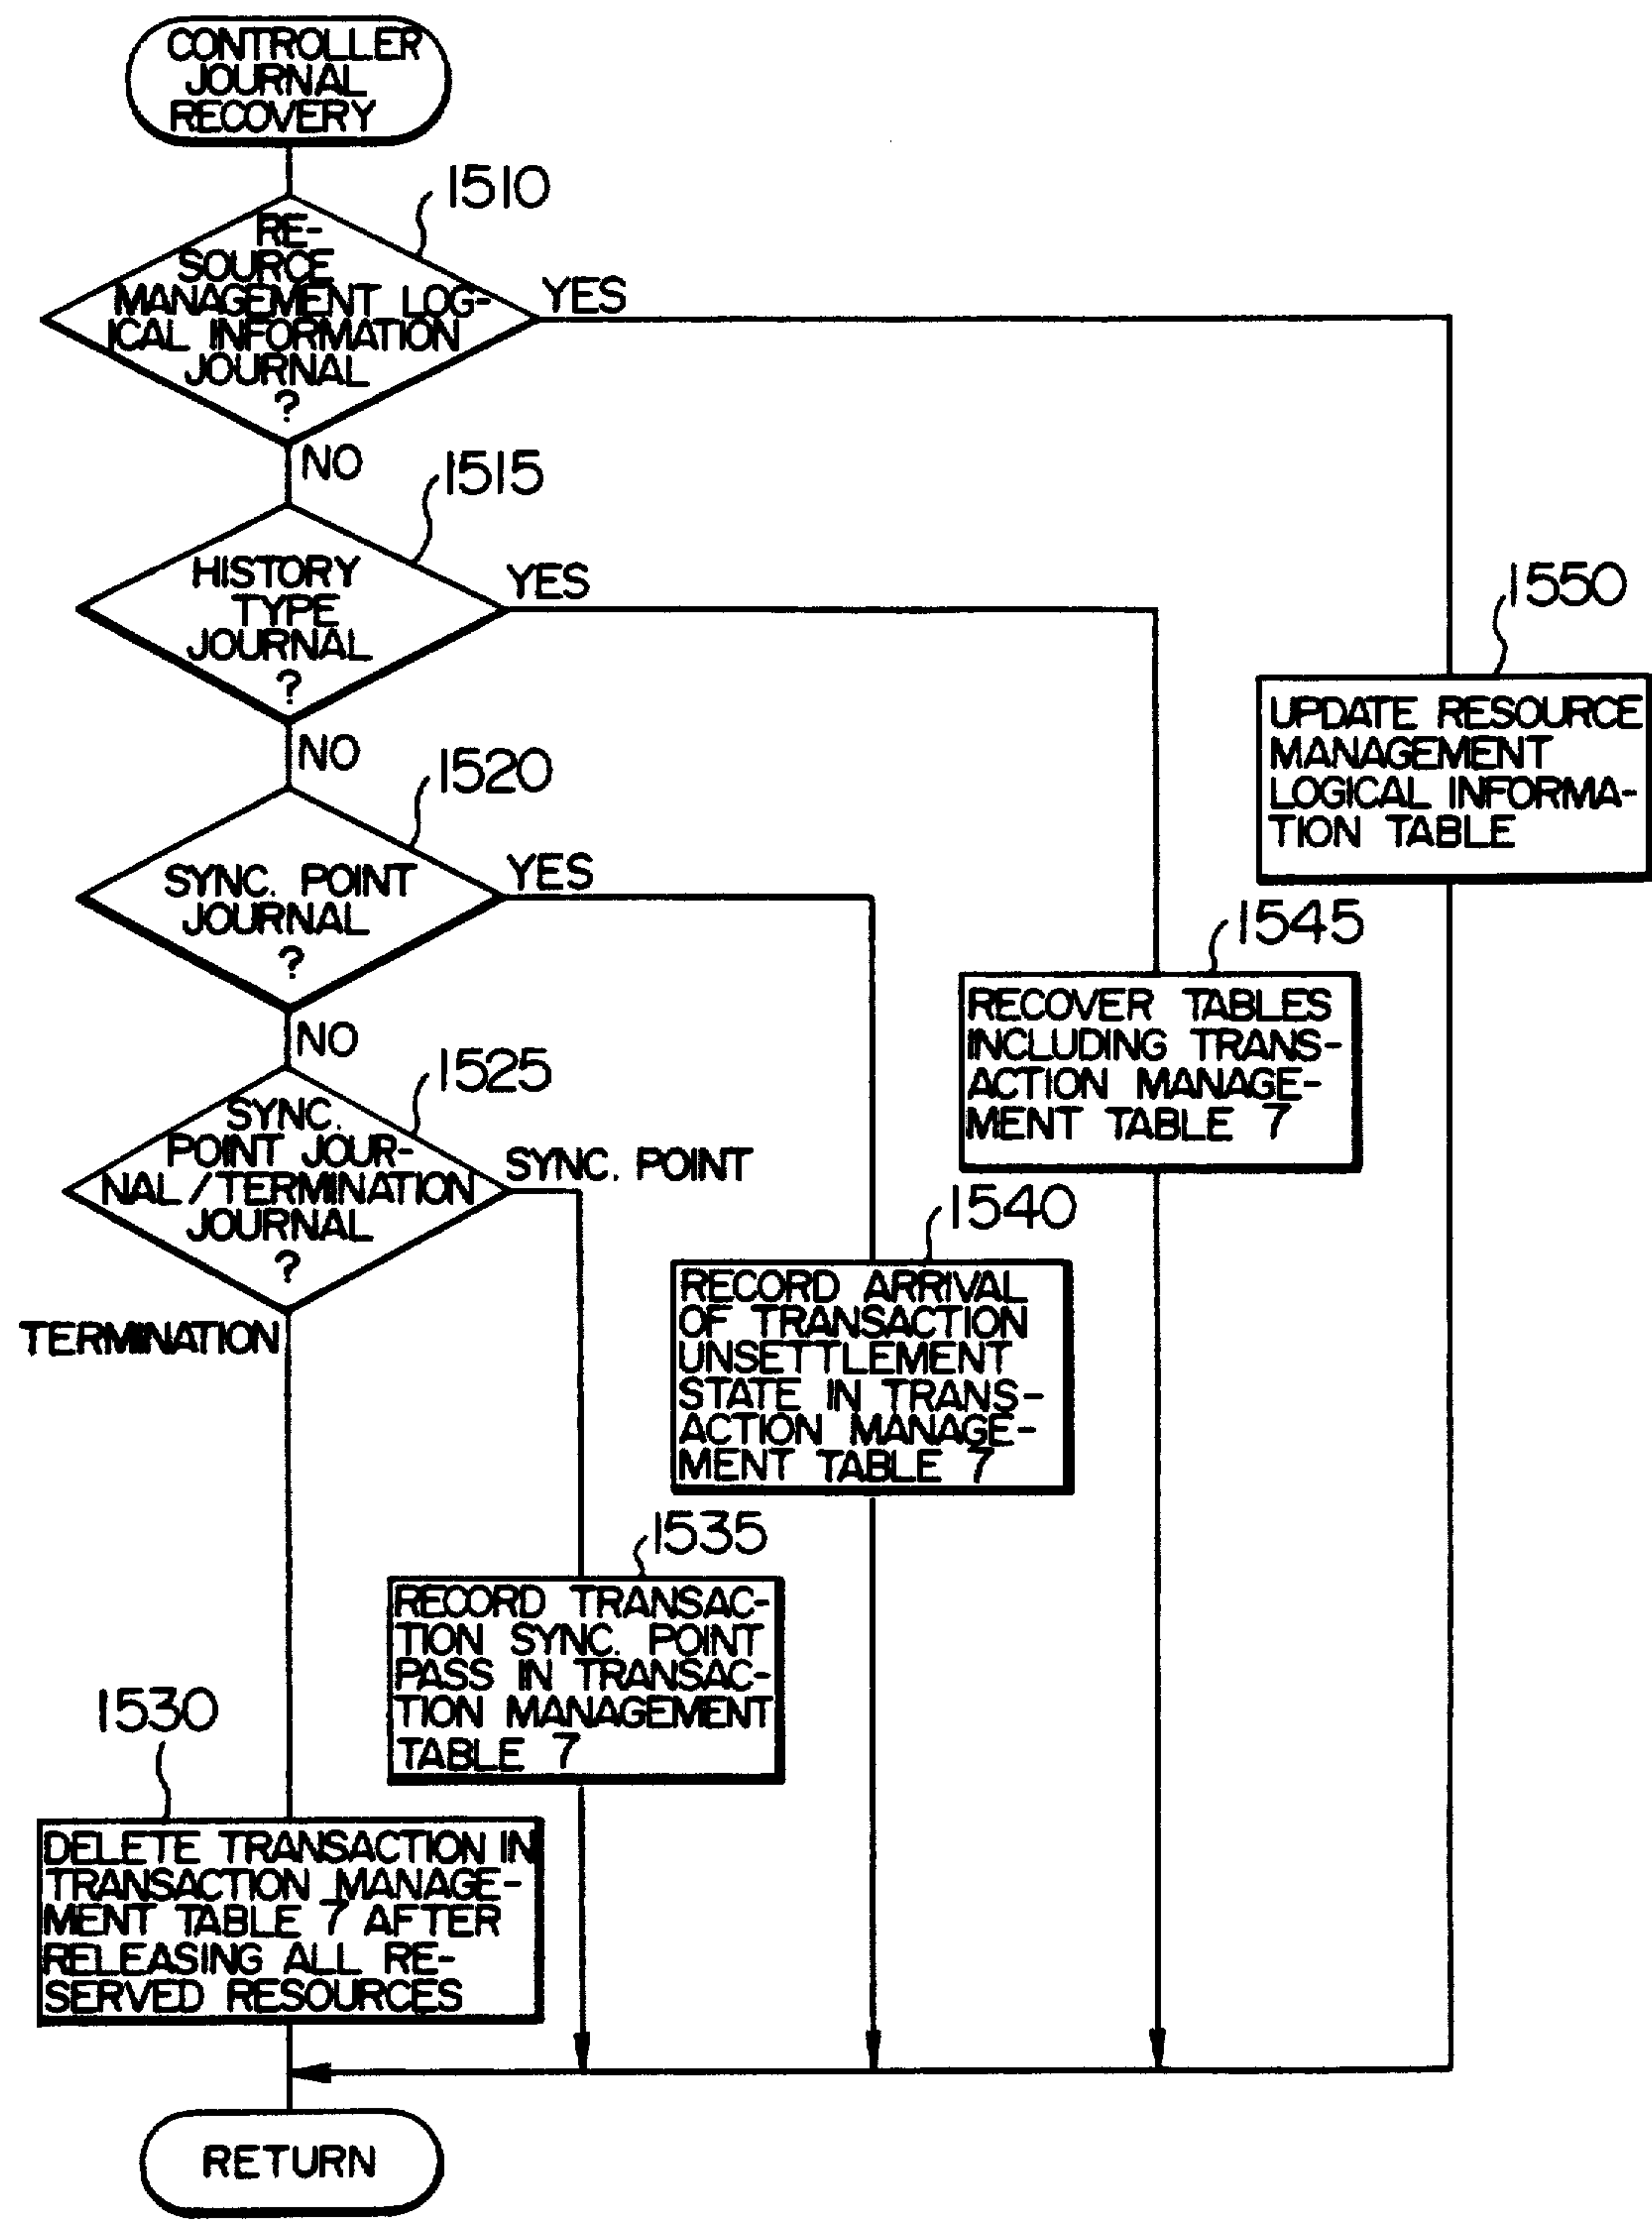 CONTROLLER
JOURNAL
RECOVERY
1510
RE-
SOURCE
MANAGEMENT LOG-
ICAL INFORMATION
JOURNAL
?
YES
NO
1515
HISTORY
TYPE
JOURNAL
?
YES
NO
1520
SYNC. POINT
JOURNAL
?
YES
NO
1525
SYNC.
POINT JOUR-
NAL/TERMINATION
JOURNAL
?
SYNC. POINT
TERMINATION
1550
UPDATE RESOURCE
MANAGEMENT
LOGICAL INFORMA-
TION TABLE
1545
RECOVER TABLES
INCLUDING TRANS-
ACTION MANAGE-
MENT TABLE 7
1540
RECORD ARRIVAL
OF TRANSACTION
UNSETTLEMENT
STATE IN TRANS-
ACTION MANAGE-
MENT TABLE 7
1535
RECORD TRANSAC-
TION SYNC. POINT
PASS IN TRANSAC-
TION MANAGEMENT
TABLE 7
1530
DELETE TRANSACTION IN
TRANSACTION MANAGE-
MENT TABLE 7 AFTER
RELEASING ALL RE-
SERVED RESOURCES
RETURN